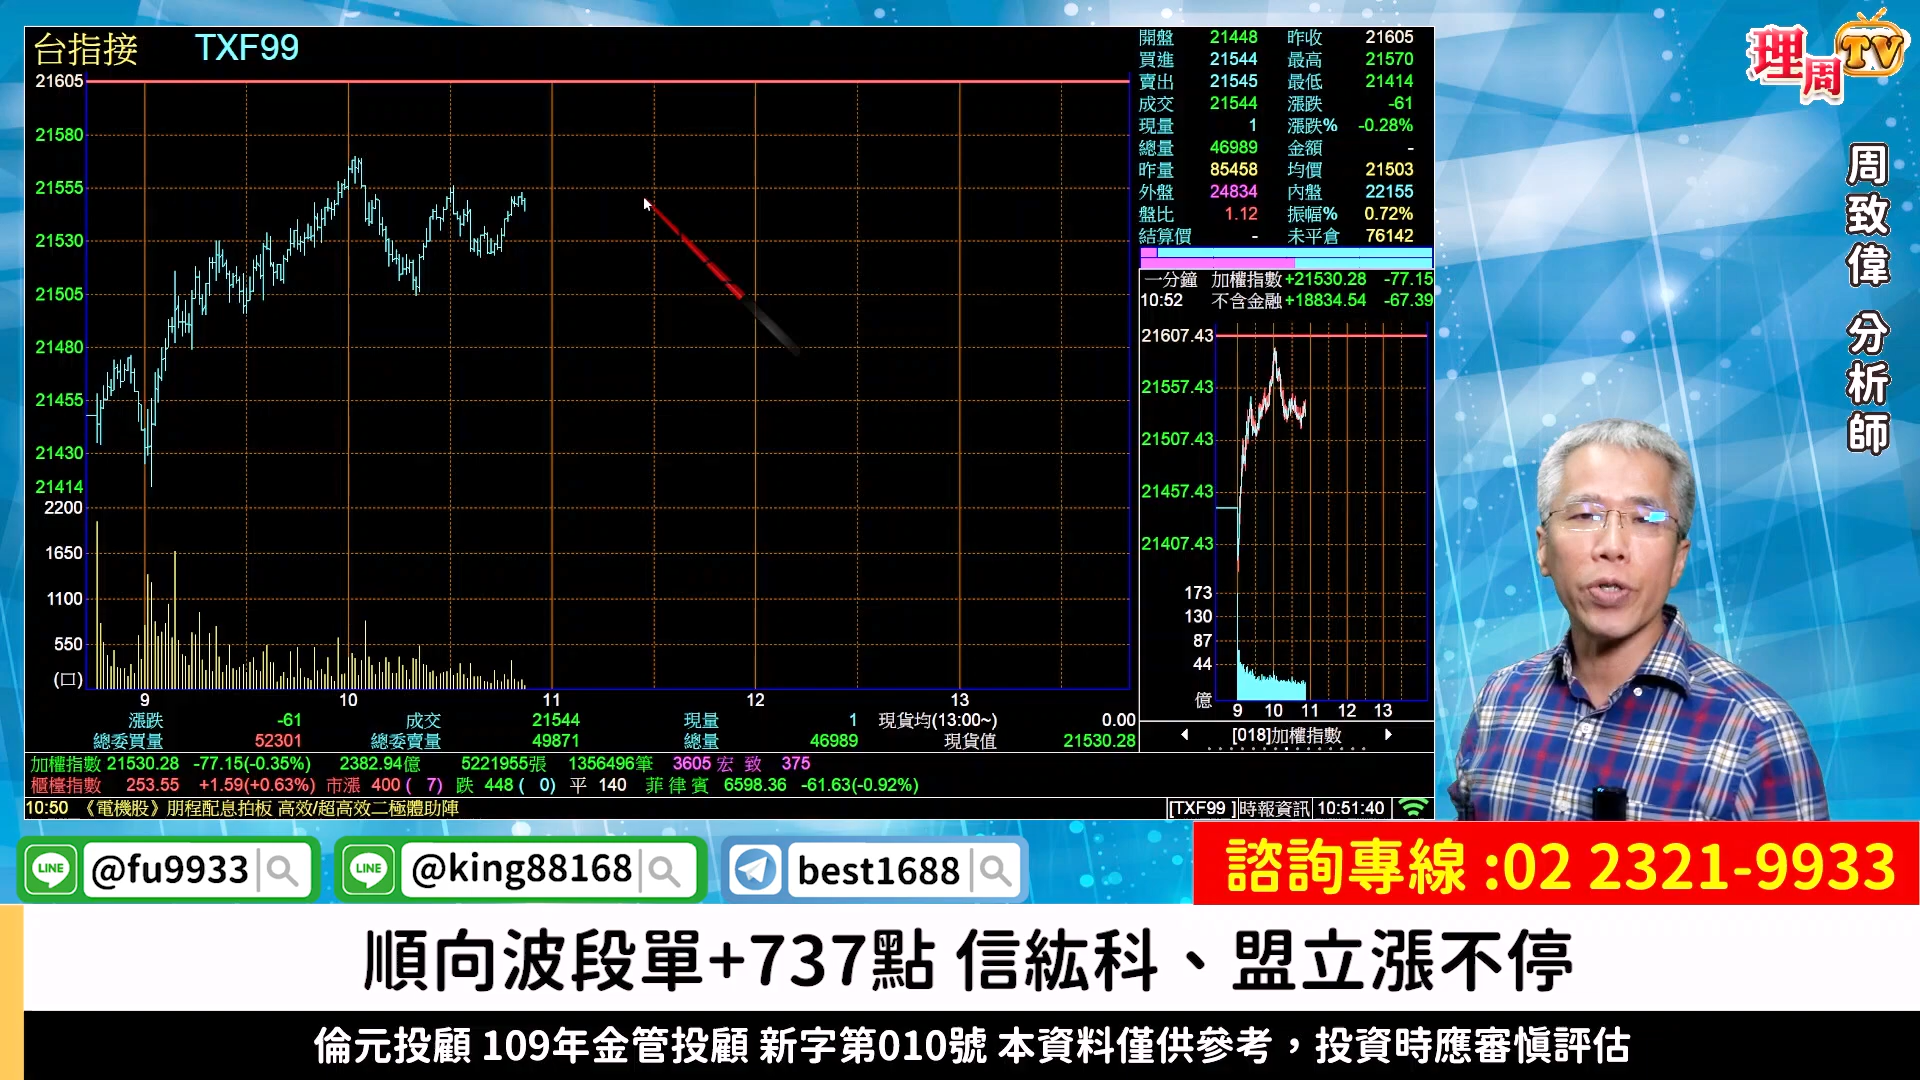 台指接 TXF99
21605
21580
21555
21530
21505
21480
21455
21430
21414
2200
1650
1100
550
(口)
9 10 11 12 13
開盤 21448 昨收 21605
買進 21544 最高 21570
賣出 21545 最低 21414
成交 21544 漲跌 -61
現量 1 漲跌% -0.28%
總量 46989 金額 -
昨量 85458 均價 21503
外盤 24834 內盤 22155
盤比 1.12 振幅% 0.72%
結算價 - 未平倉 76142
一分鐘 加權指數+21530.28 -77.15
10:52 不含金融+18834.54 -67.39
21607.43
21557.43
21507.43
21457.43
21407.43
173
130
87
44
億
9 10 11 12 13
[018]加權指數
漲跌 -61 成交 21544 現量 1 現貨均(13:00~) 0.00
總委買量 52301 總委賣量 49871 總量 46989 現貨值 21530.28
加權指數 21530.28 -77.15(-0.35%) 2382.94億 5221955張 1356496筆 3605 宏 致 375
櫃檯指數 253.55 +1.59(+0.63%) 市漲 400( 7) 跌 448( 0) 平 140 菲律賓 6598.36 -61.63(-0.92%)
10:50 《電機股》朋程配息拍板 高效/超高效二極體助陣
[TXF99 ]時報資訊 10:51:40
理周TV
周致偉 分析師
LINE @fu9933
LINE @king88168
best1688
諮詢專線 :02 2321-9933
順向波段單+737點 信紘科、盟立漲不停
倫元投顧 109年金管投顧 新字第010號 本資料僅供參考，投資時應審慎評估